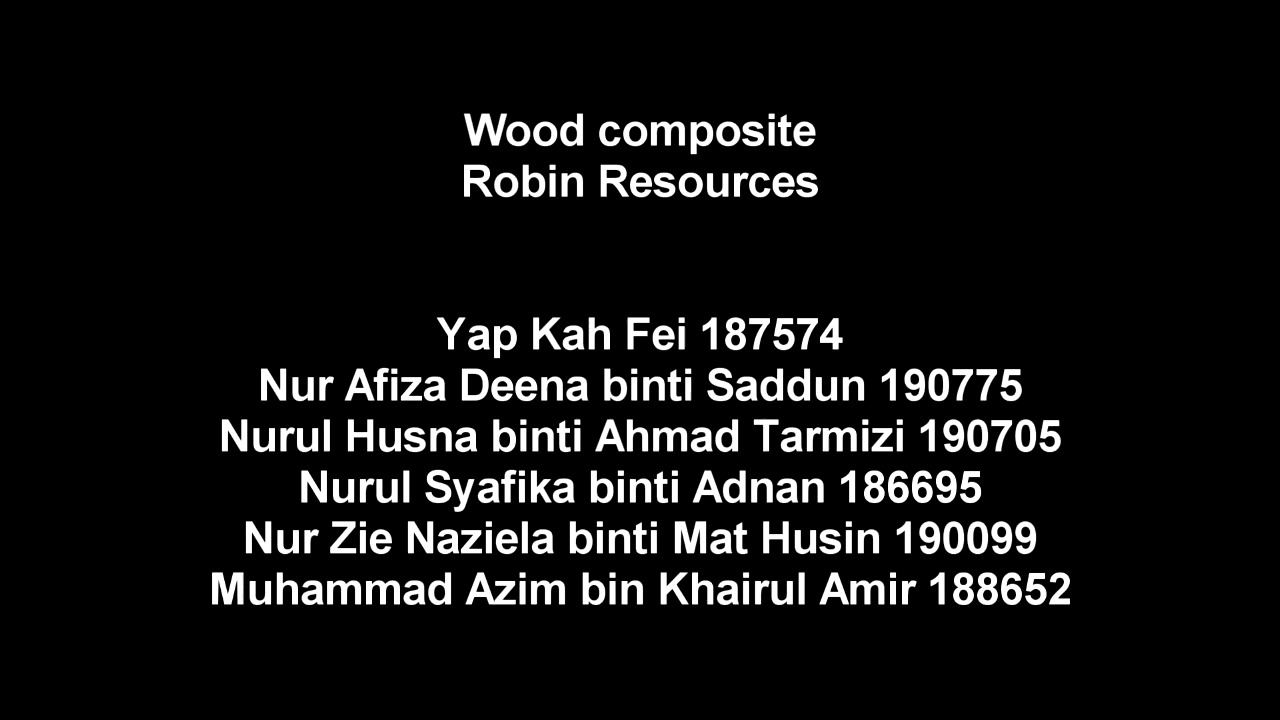 Wood composite
Robin Resources
Yap Kah Fei 187574
Nur Afiza Deena binti Saddun 190775
Nurul Husna binti Ahmad Tarmizi 190705
Nurul Syafika binti Adnan 186695
Nur Zie Naziela binti Mat Husin 190099
Muhammad Azim bin Khairul Amir 188652